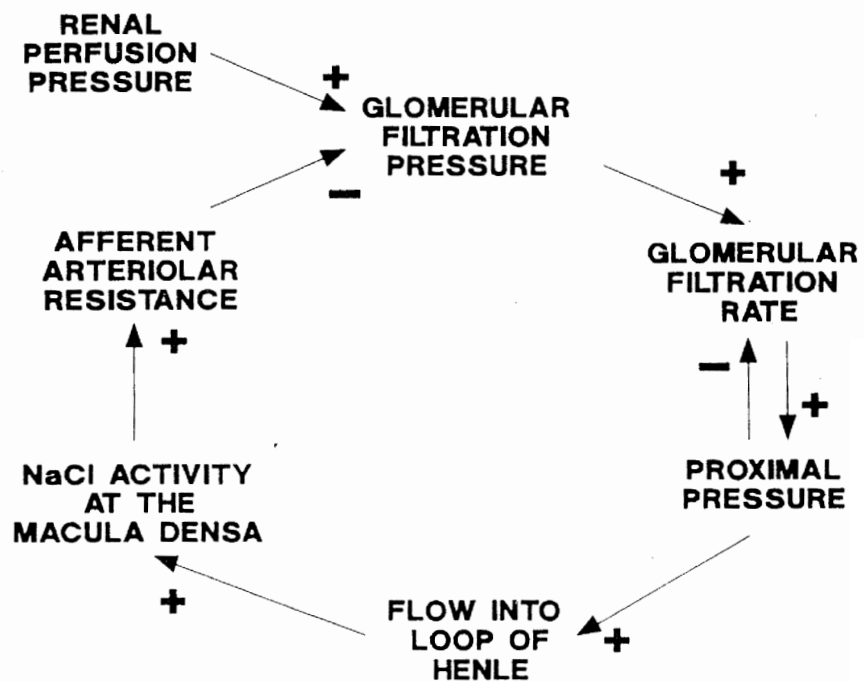 RENAL
PERFUSION
PRESSURE
+
GLOMERULAR
FILTRATION
PRESSURE
−
+
AFFERENT
ARTERIOLAR
RESISTANCE
GLOMERULAR
FILTRATION
RATE
+
−
+
NaCl ACTIVITY
AT THE
MACULA DENSA
PROXIMAL
PRESSURE
+
FLOW INTO
LOOP OF
HENLE
+